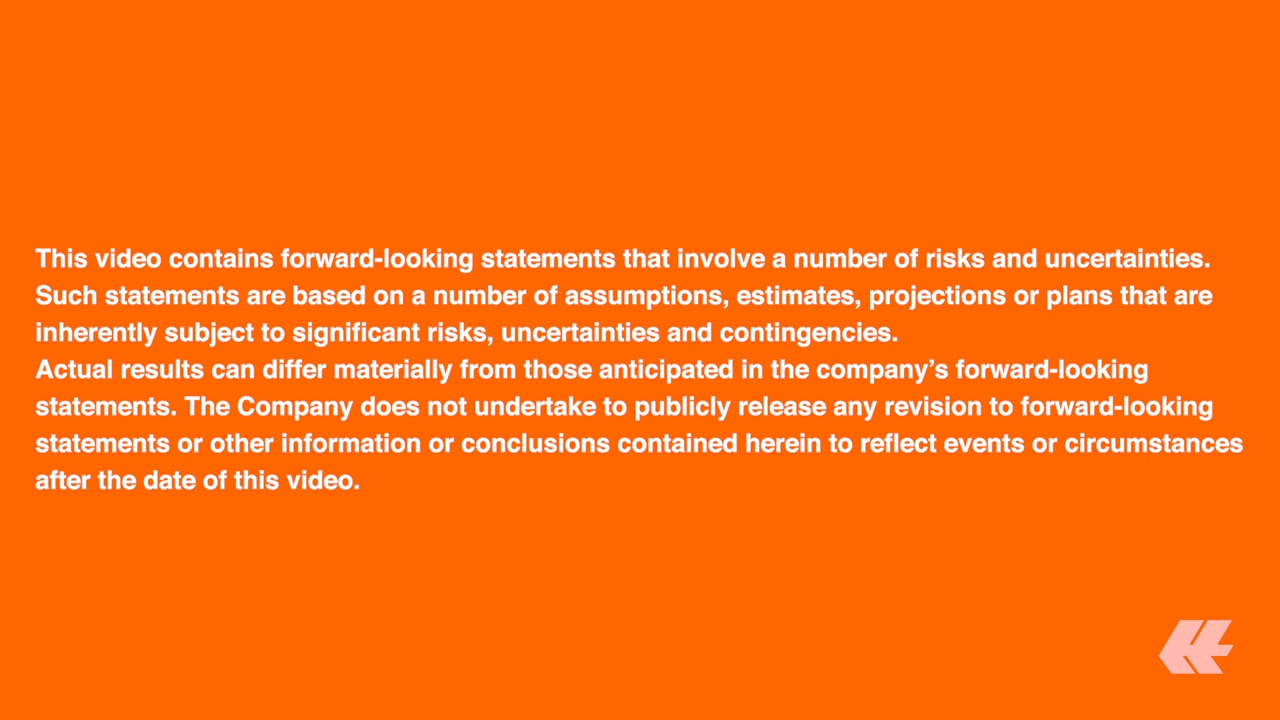 This video contains forward-looking statements that involve a number of risks and uncertainties.
Such statements are based on a number of assumptions, estimates, projections or plans that are
inherently subject to significant risks, uncertainties and contingencies.
Actual results can differ materially from those anticipated in the company’s forward-looking
statements. The Company does not undertake to publicly release any revision to forward-looking
statements or other information or conclusions contained herein to reflect events or circumstances
after the date of this video.